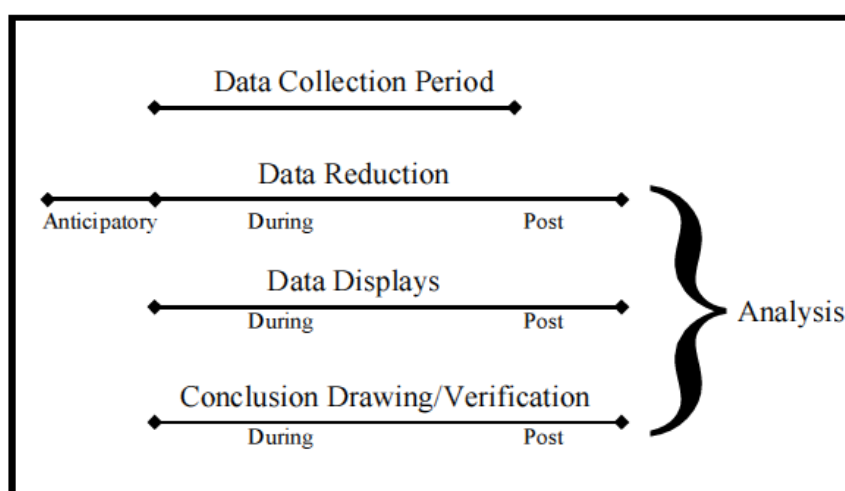 Data Collection Period
Data Reduction
Anticipatory During Post
Data Displays
During Post
Analysis
Conclusion Drawing/Verification
During Post